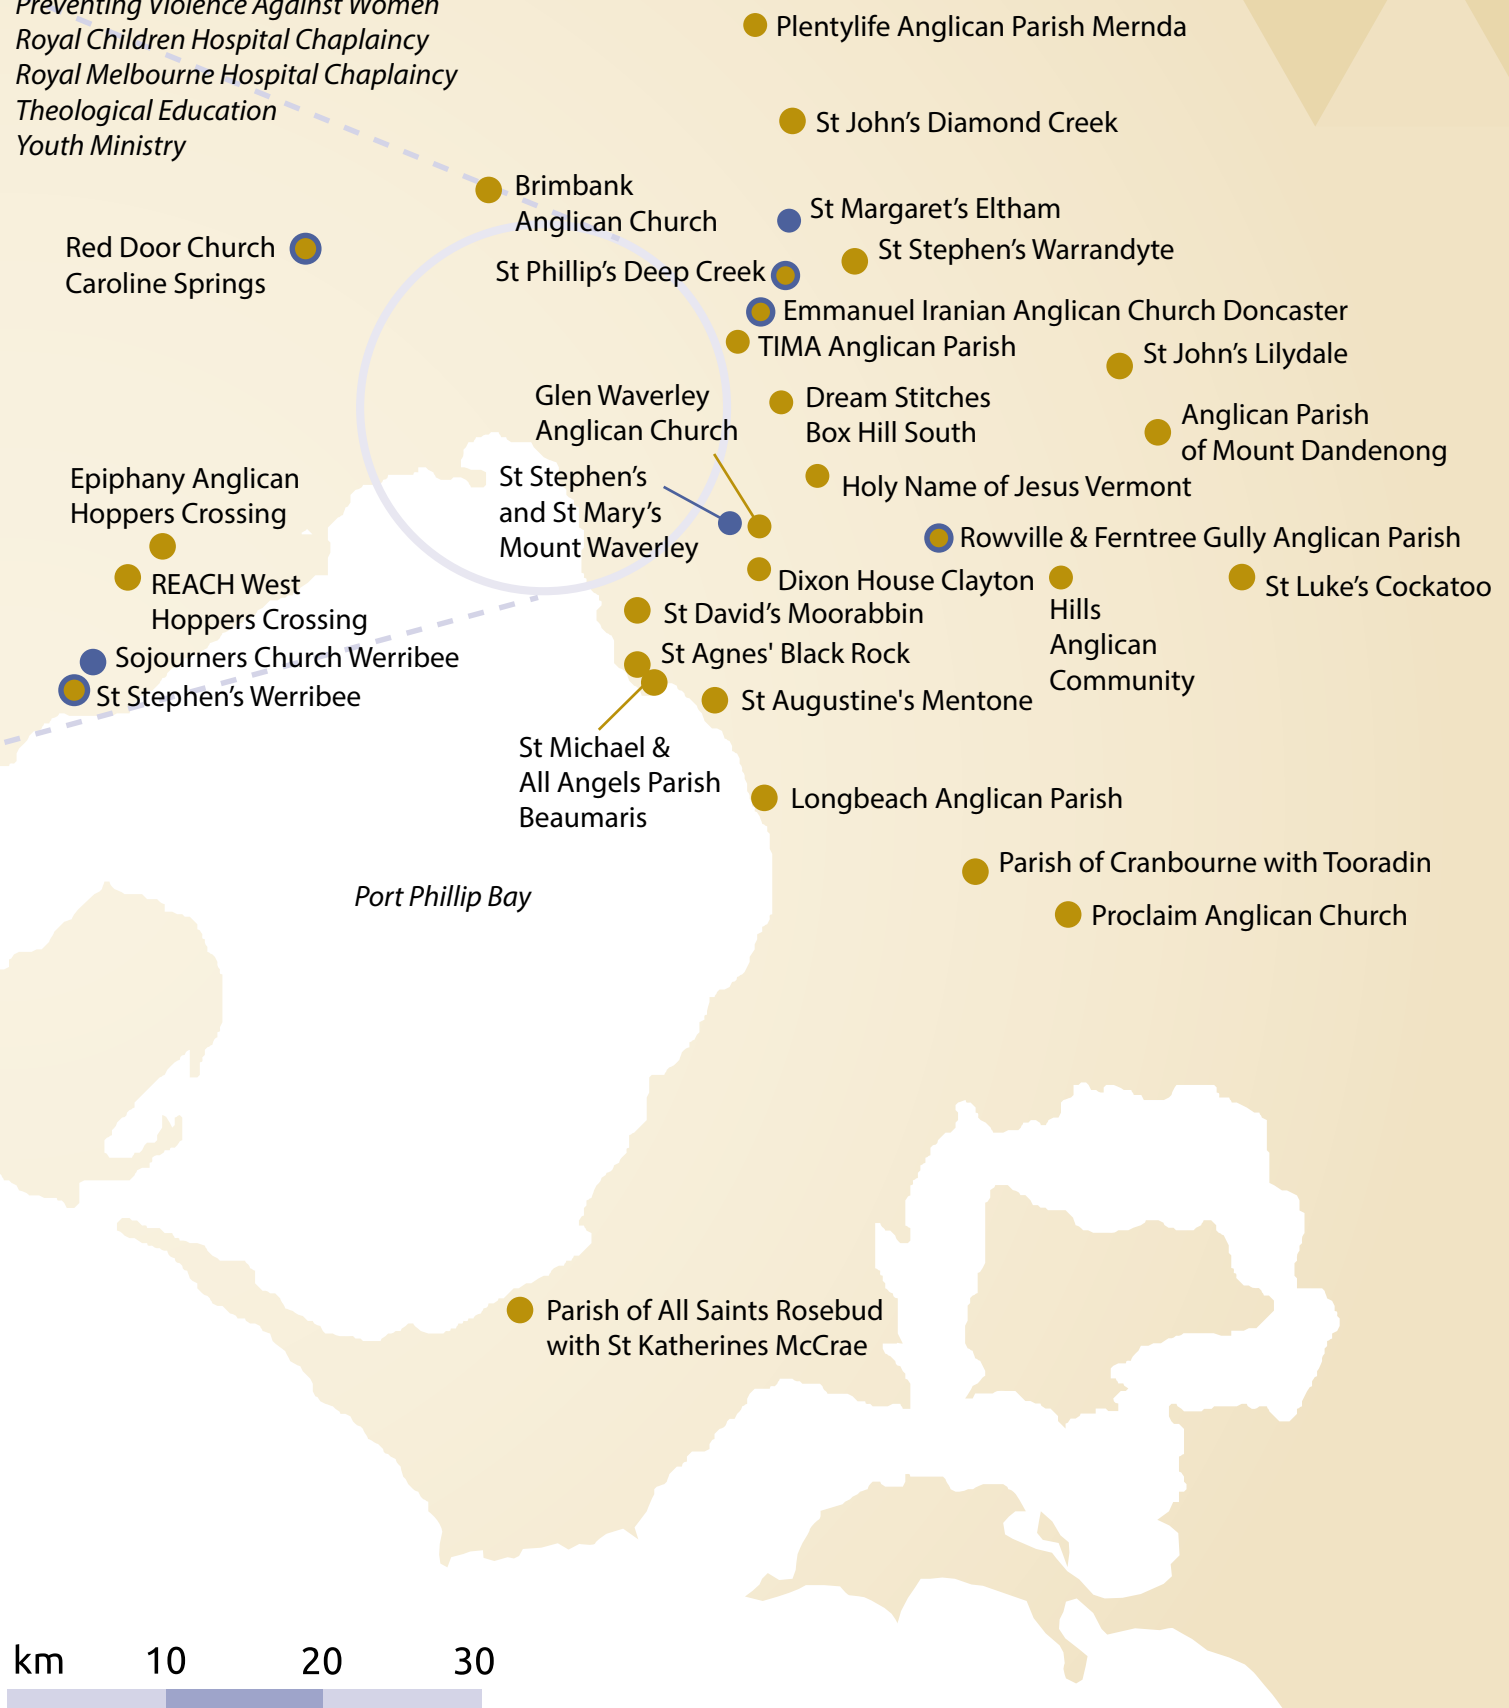 Preventing Violence Against Women
Royal Children Hospital Chaplaincy
Royal Melbourne Hospital Chaplaincy
Theological Education
Youth Ministry
Plentylife Anglican Parish Mernda
St John’s Diamond Creek
Brimbank
Anglican Church
St Margaret’s Eltham
Red Door Church
Caroline Springs
St Stephen’s Warrandyte
St Phillip’s Deep Creek
Emmanuel Iranian Anglican Church Doncaster
TIMA Anglican Parish
St John’s Lilydale
Glen Waverley
Anglican Church
Dream Stitches
Box Hill South
Anglican Parish
of Mount Dandenong
Epiphany Anglican
Hoppers Crossing
St Stephen’s
and St Mary’s
Mount Waverley
Holy Name of Jesus Vermont
Rowville & Ferntree Gully Anglican Parish
REACH West
Hoppers Crossing
Dixon House Clayton
St Luke’s Cockatoo
Hills
Anglican
Community
St David’s Moorabbin
Sojourners Church Werribee
St Agnes' Black Rock
St Stephen’s Werribee
St Augustine's Mentone
St Michael &
All Angels Parish
Beaumaris
Longbeach Anglican Parish
Parish of Cranbourne with Tooradin
Port Phillip Bay
Proclaim Anglican Church
Parish of All Saints Rosebud
with St Katherines McCrae
km 10 20 30